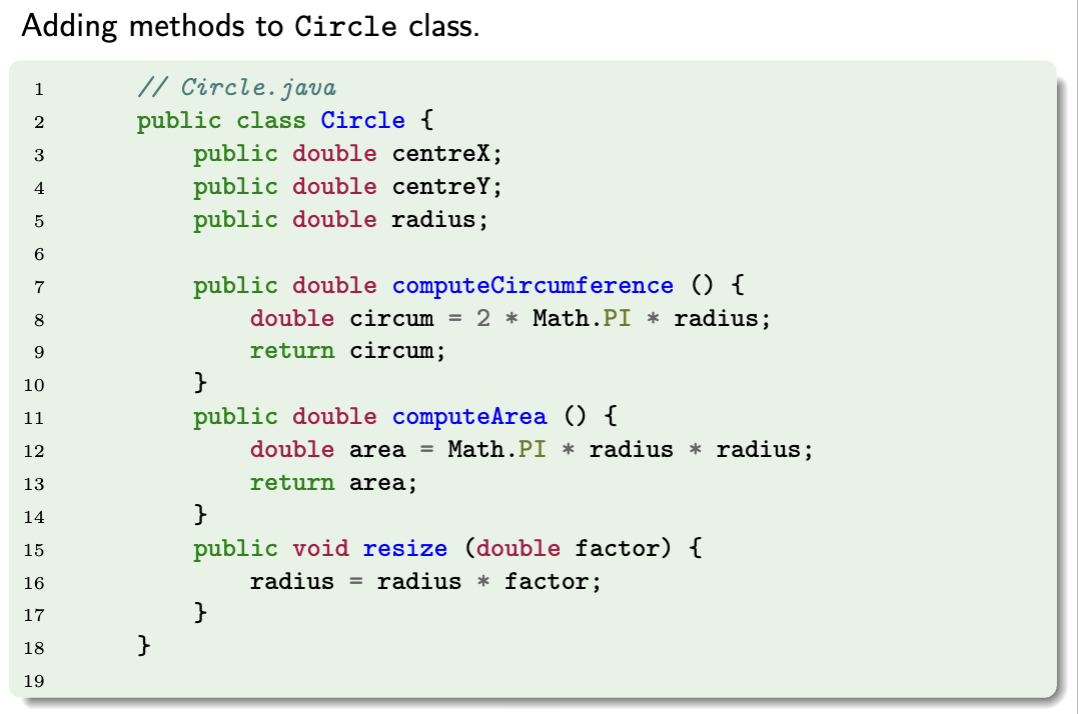 Adding methods to Circle class.
1 // Circle.java
2 public class Circle {
3 public double centreX;
4 public double centreY;
5 public double radius;
6
7 public double computeCircumference () {
8 double circum = 2 * Math.PI * radius;
9 return circum;
10 }
11 public double computeArea () {
12 double area = Math.PI * radius * radius;
13 return area;
14 }
15 public void resize (double factor) {
16 radius = radius * factor;
17 }
18 }
19